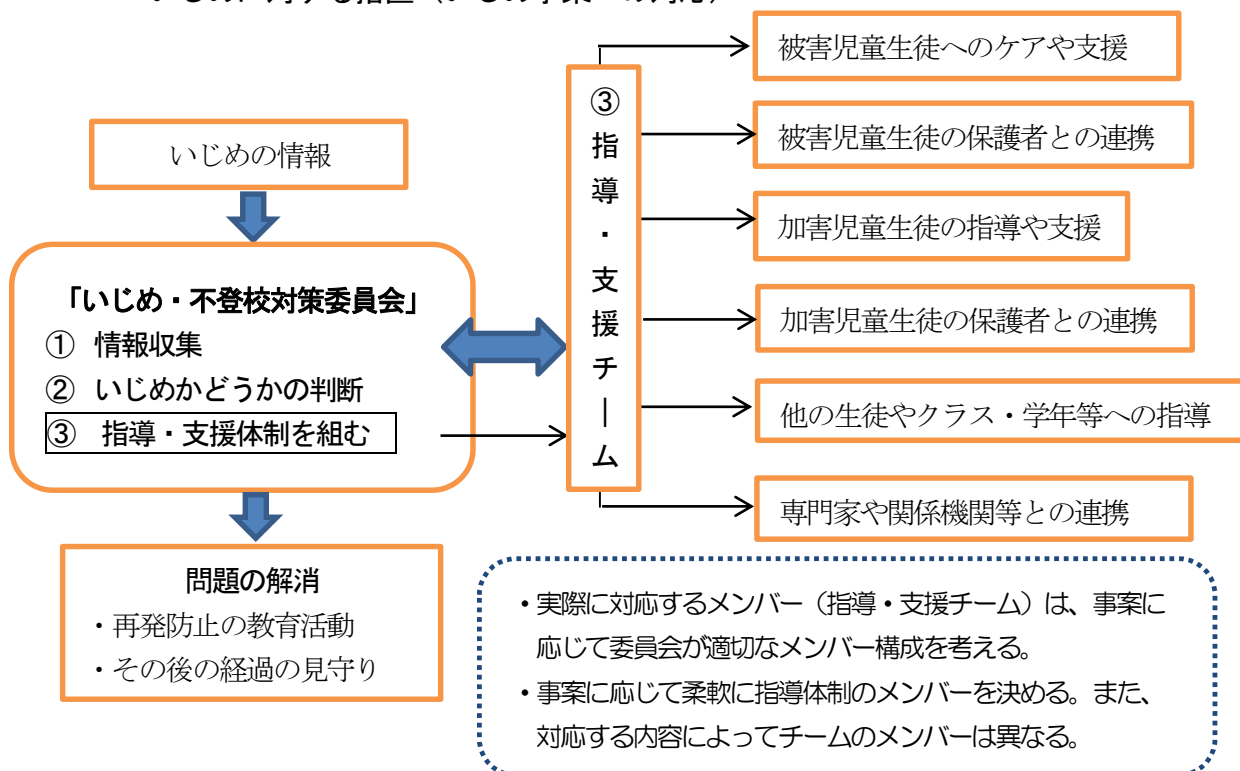 いじめの情報
「いじめ・不登校対策委員会」
① 情報収集
② いじめかどうかの判断
③ 指導・支援体制を組む
問題の解消
・再発防止の教育活動
・その後の経過の見守り
③指導・支援チーム
被害児童生徒へのケアや支援
被害児童生徒の保護者との連携
加害児童生徒の指導や支援
加害児童生徒の保護者との連携
他の生徒やクラス・学年等への指導
専門家や関係機関等との連携
・実際に対応するメンバー（指導・支援チーム）は、事案に
応じて委員会が適切なメンバー構成を考える。
・事案に応じて柔軟に指導体制のメンバーを決める。また、
対応する内容によってチームのメンバーは異なる。